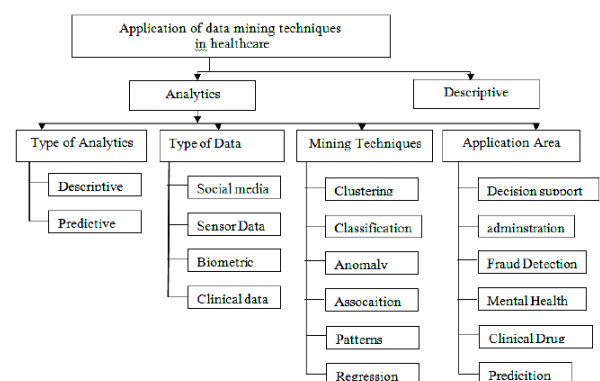 Application of data mining techniques
in healthcare
Analytics
Descriptive
Type of Analytics
Descriptive
Predictive
Type of Data
Social media
Sensor Data
Biometric
Clinical data
Mining Techniques
Clustering
Classification
Anomaly
Assocaition
Patterns
Regression
Application Area
Decision support
adminstration
Fraud Detection
Mental Health
Clinical Drug
Predicition